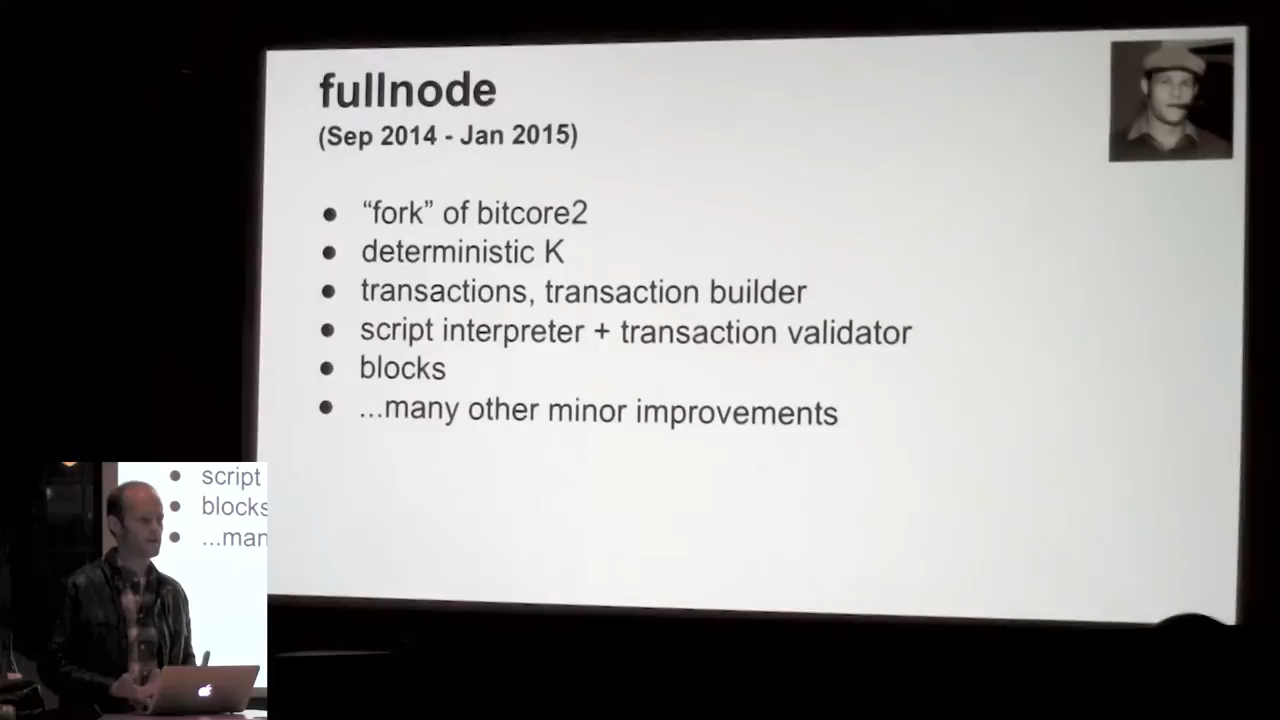 fullnode
(Sep 2014 - Jan 2015)
● “fork” of bitcore2
● deterministic K
● transactions, transaction builder
● script interpreter + transaction validator
● blocks
● ...many other minor improvements
● script
● blocks
● ...man